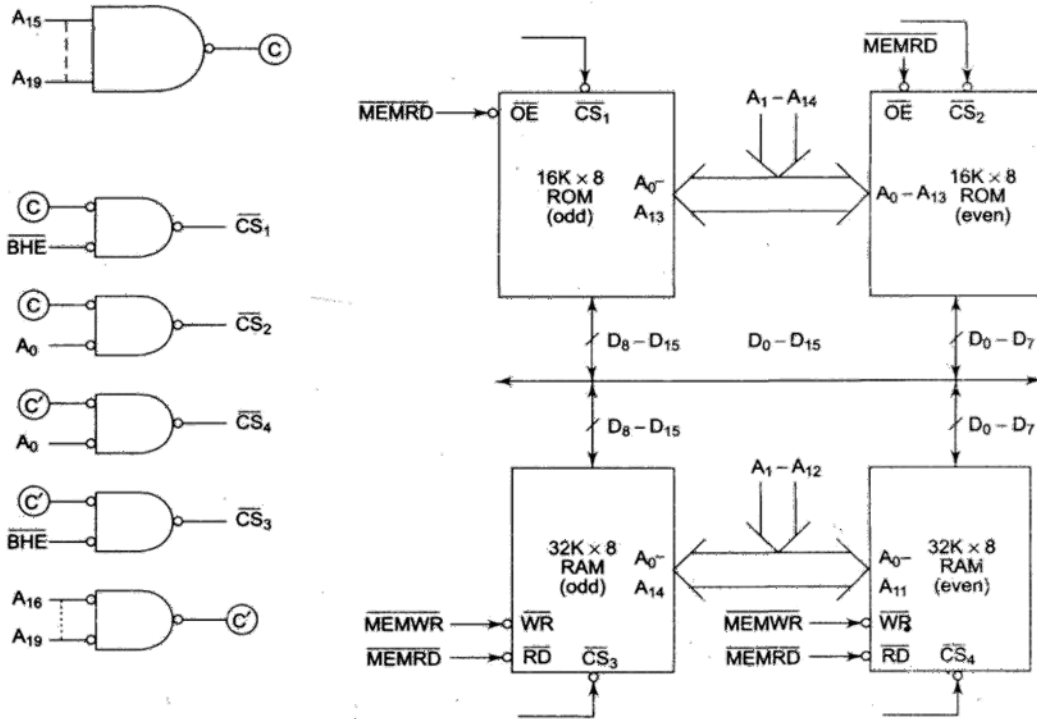 A15
A19
C
C
BHE
CS1
C
A0
CS2
C'
A0
CS4
C'
BHE
CS3
A16
A19
C'
MEMRD
OE
CS1
16K × 8
ROM
(odd)
A0–
A13
A1 – A14
MEMRD
OE
CS2
A0 – A13
16K × 8
ROM
(even)
D8 – D15
D0 – D15
D0 – D7
D8 – D15
D0 – D7
A1 – A12
32K × 8
RAM
(odd)
A0–
A14
MEMWR
WR
MEMRD
RD
CS3
A0–
A11
32K × 8
RAM
(even)
MEMWR
WR
MEMRD
RD
CS4